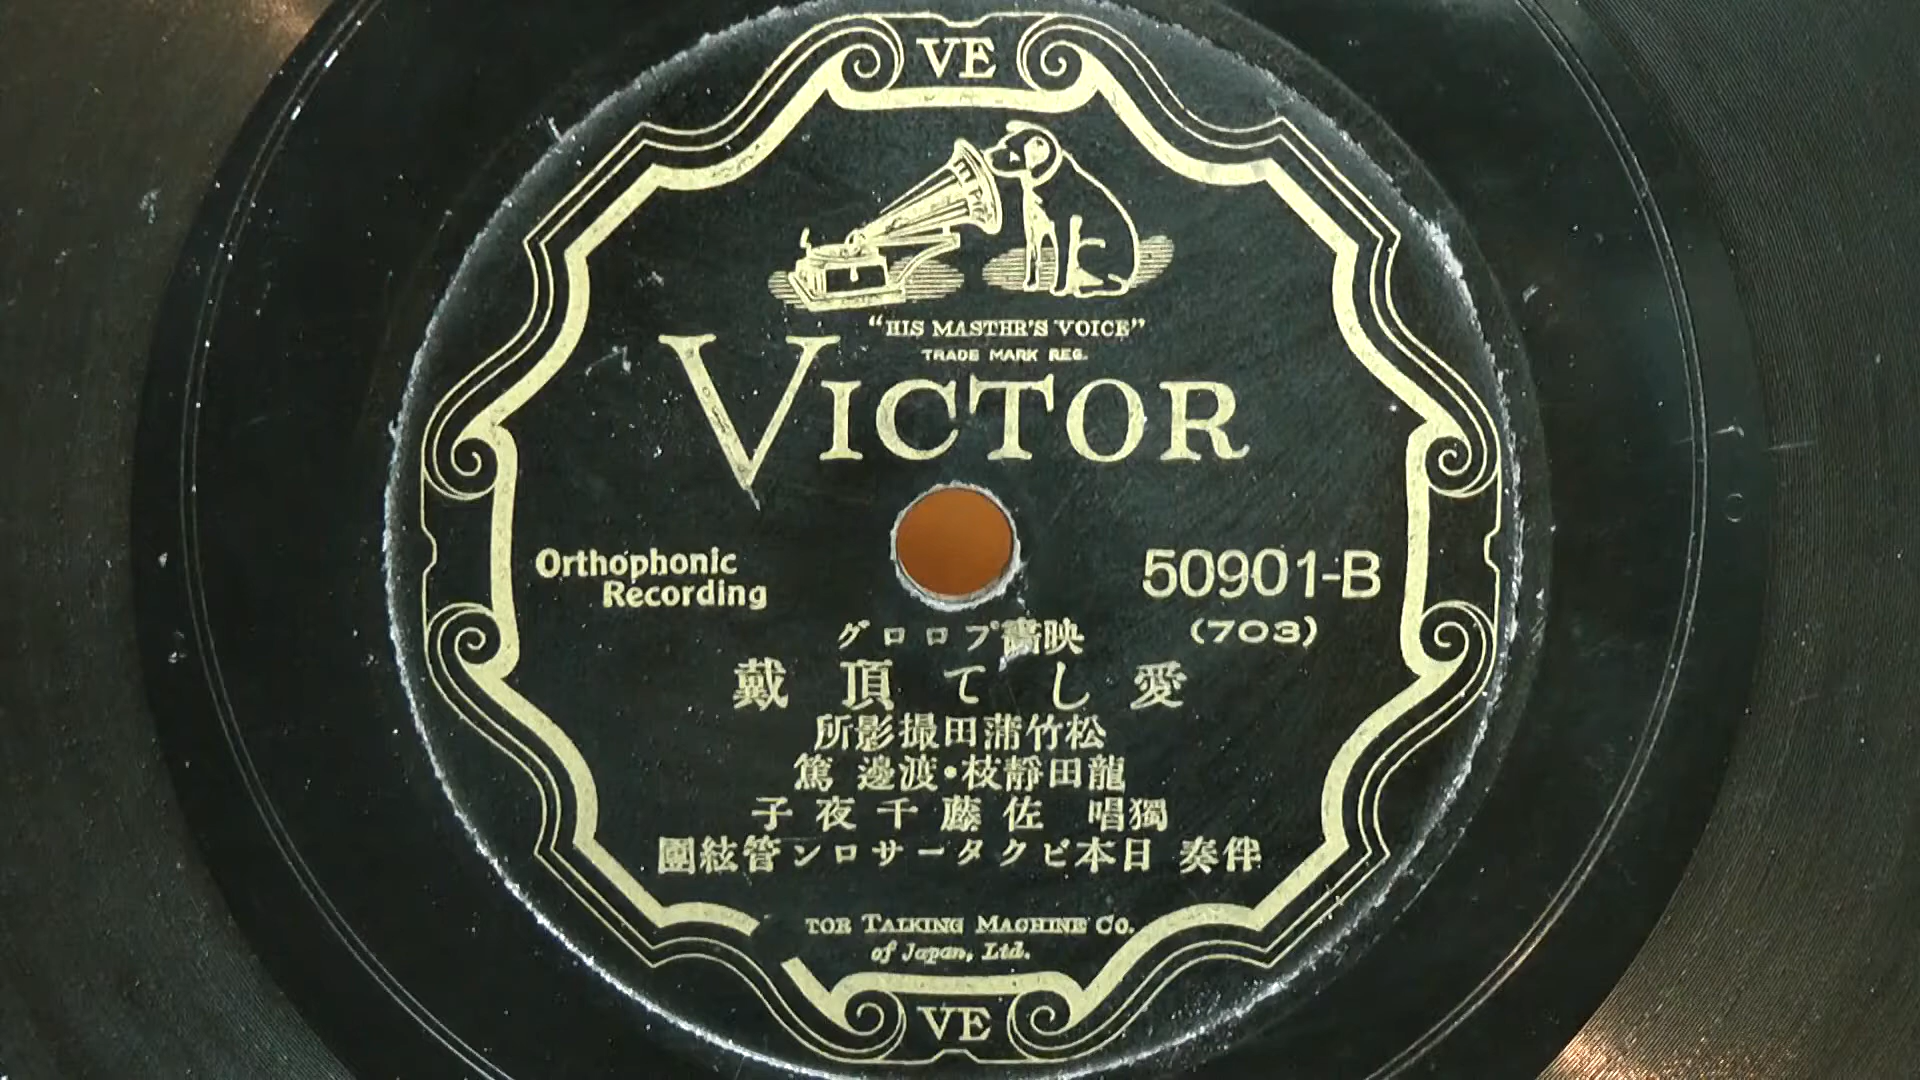 VE
"HIS MASTER'S VOICE"
TRADE MARK REG.
VICTOR
Orthophonic
Recording
50901-B
(703)
映畵プロログ
愛して頂戴
松竹蒲田撮影所
龍田靜枝・渡邊 篤
獨唱 佐藤千夜子
伴奏 日本ビクターサロン管絃團
TOR TALKING MACHINE CO.
of Japan, Ltd.
VE